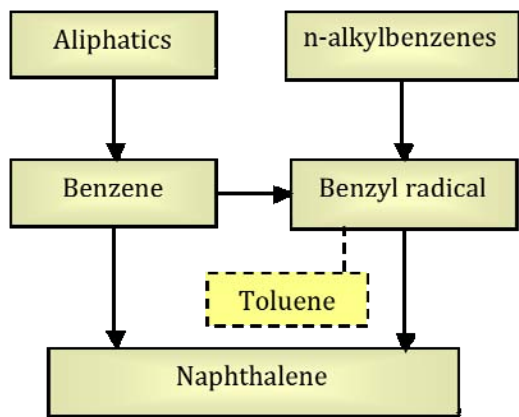 Aliphatics
n-alkylbenzenes
Benzene
Benzyl radical
Toluene
Naphthalene